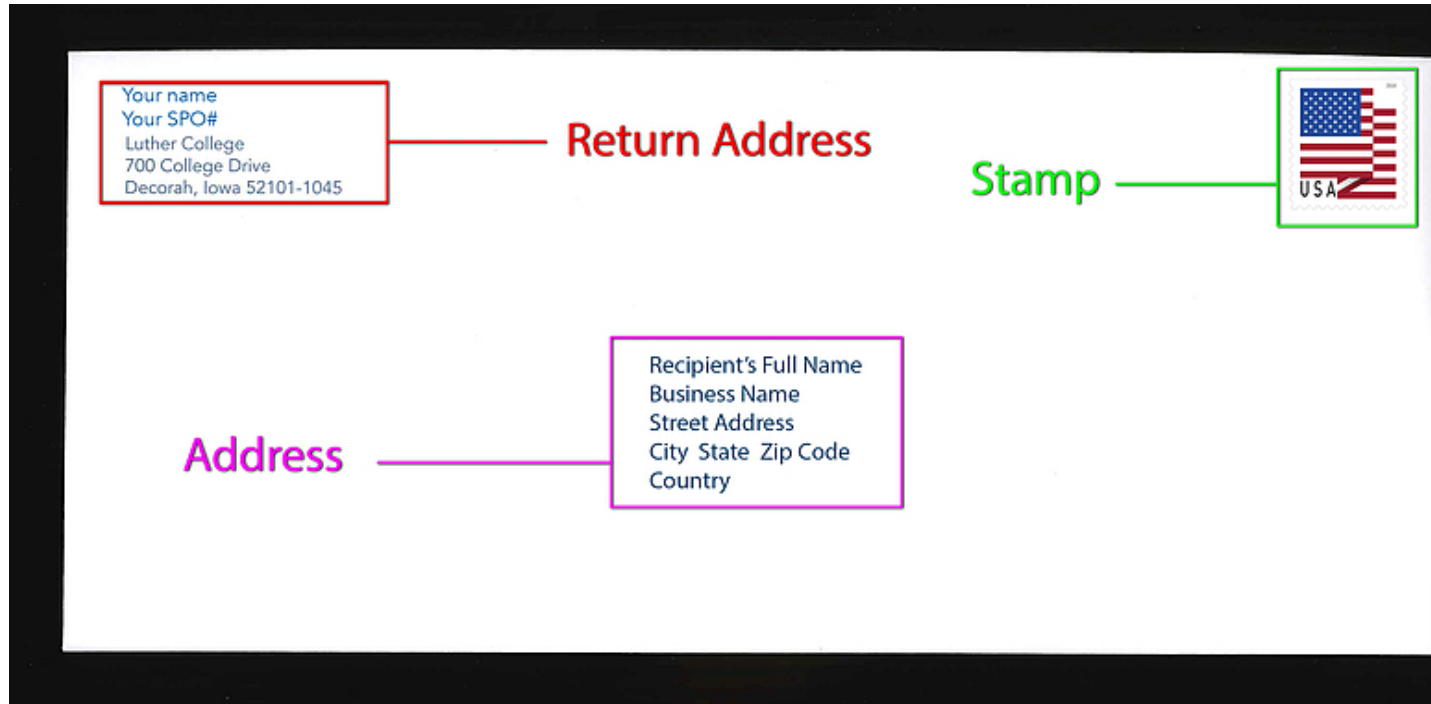 Your name
Your SPO#
Luther College
700 College Drive
Decorah, Iowa 52101-1045
Return Address
Stamp
USA
Address
Recipient's Full Name
Business Name
Street Address
City State Zip Code
Country